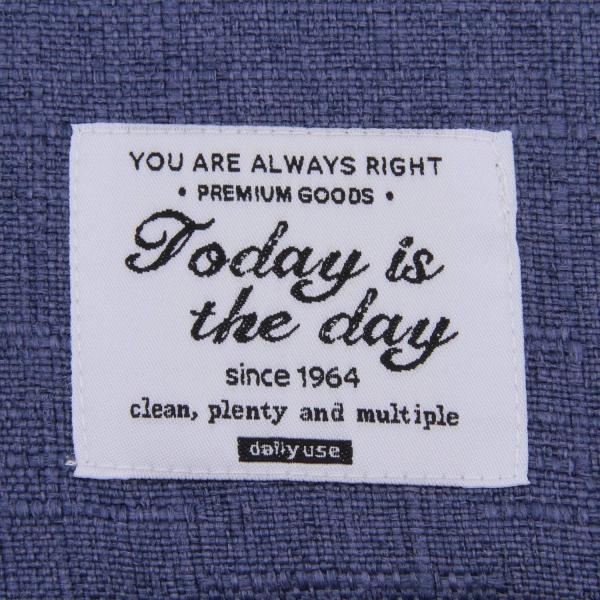 YOU ARE ALWAYS RIGHT
• PREMIUM GOODS •
Today is
the day
since 1964
clean, plenty and multiple
daily use